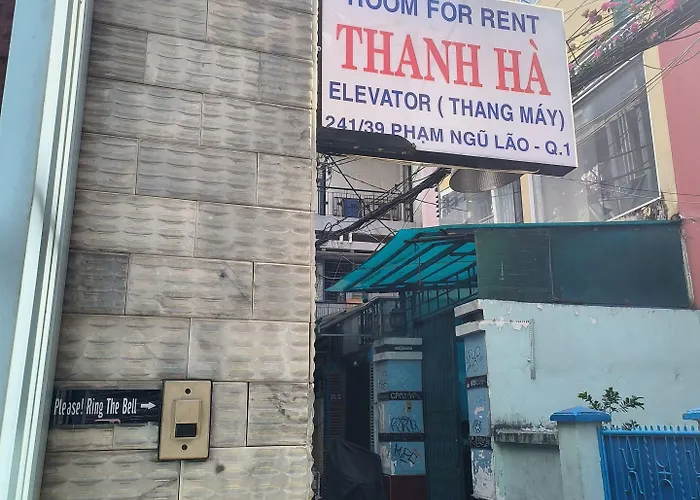 ROOM FOR RENT
THANH HÀ
ELEVATOR ( THANG MÁY)
241/39 PHẠM NGŨ LÃO - Q.1
Please! Ring The Bell →